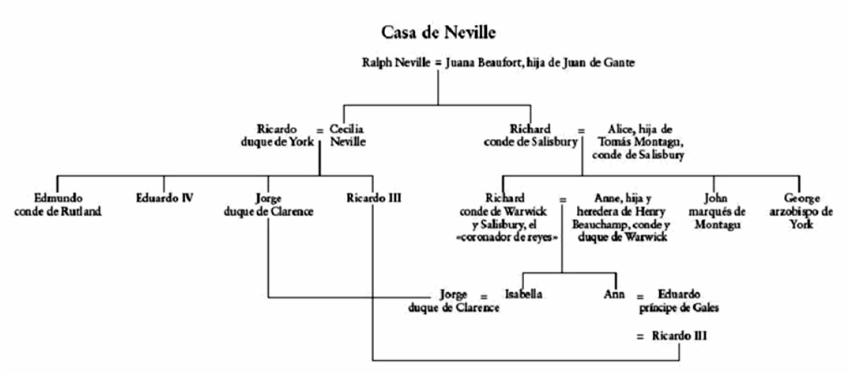 Casa de Neville
Ralph Neville = Juana Beaufort, hija de Juan de Gante
Ricardo = Cecilia
duque de York Neville
Richard = Alice, hija de
conde de Salisbury Tomás Montagu,
conde de Salisbury
Edmundo
conde de Rutland
Eduardo IV
Jorge
duque de Clarence
Ricardo III
Richard = Anne, hija y
conde de Warwick heredera de Henry
y Salisbury, el Beauchamp, conde y
«coronador de reyes» duque de Warwick
John
marqués de
Montagu
George
arzobispo de
York
Jorge = Isabella
duque de Clarence
Ann = Eduardo
príncipe de Gales
= Ricardo III